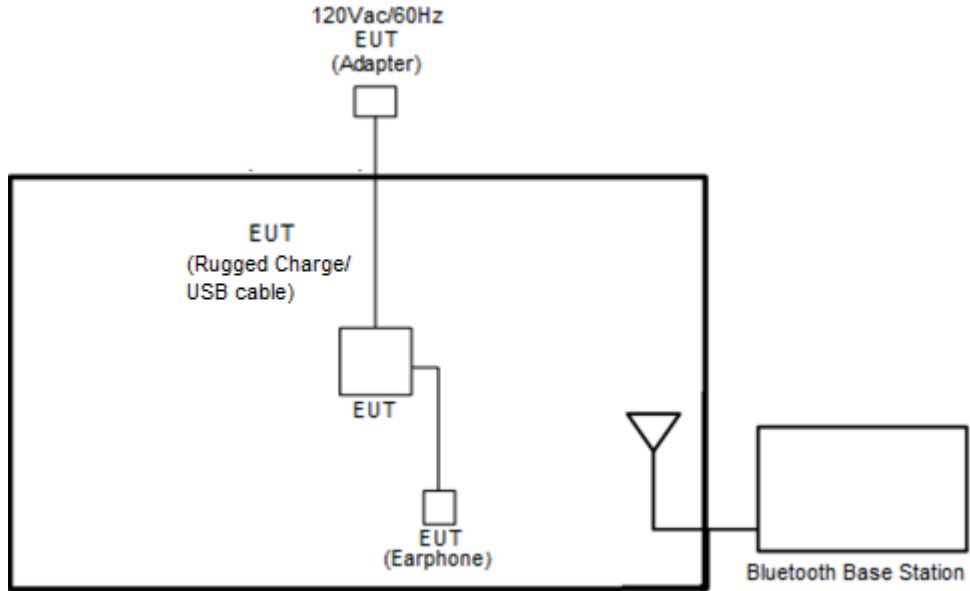 120Vac/60Hz
EUT
(Adapter)
EUT
(Rugged Charge/
USB cable)
EUT
EUT
(Earphone)
Bluetooth Base Station